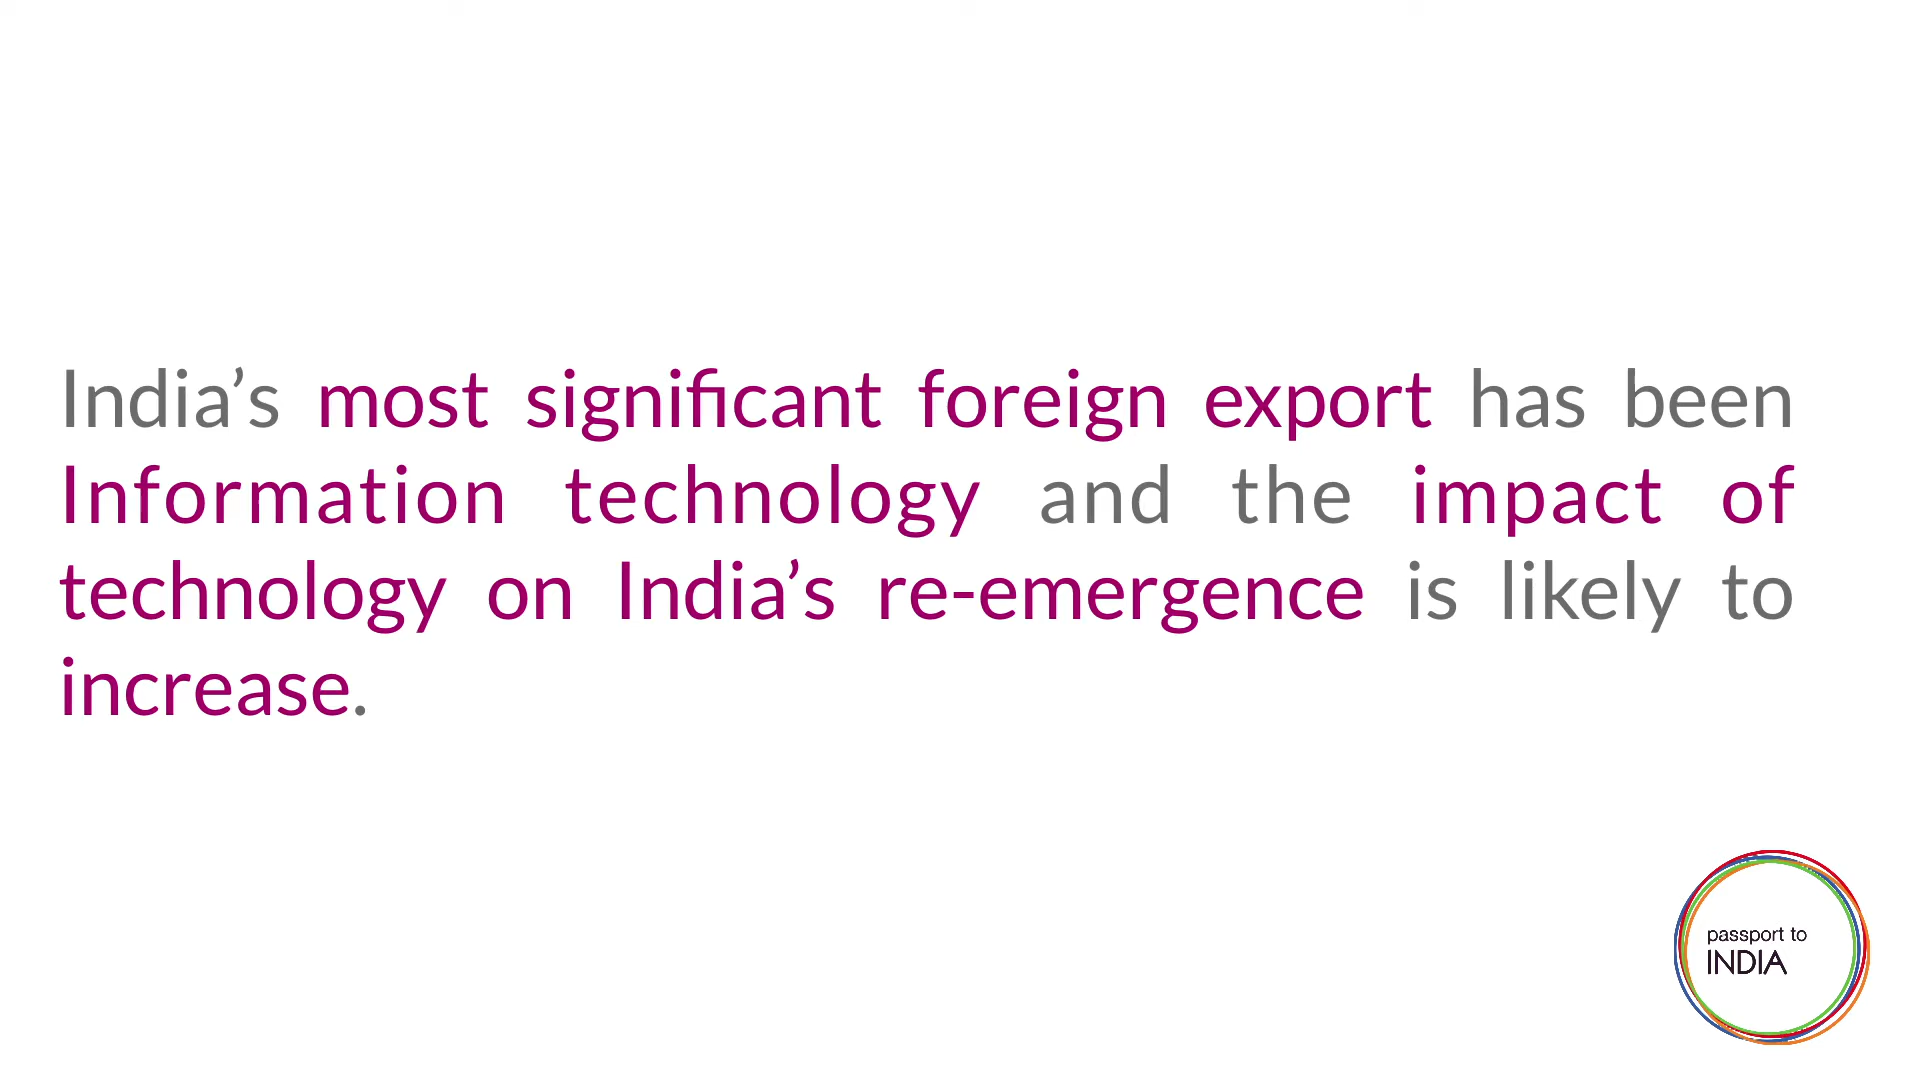 India’s most significant foreign export has been
Information technology and the impact of
technology on India’s re-emergence is likely to
increase.
passport to
INDIA